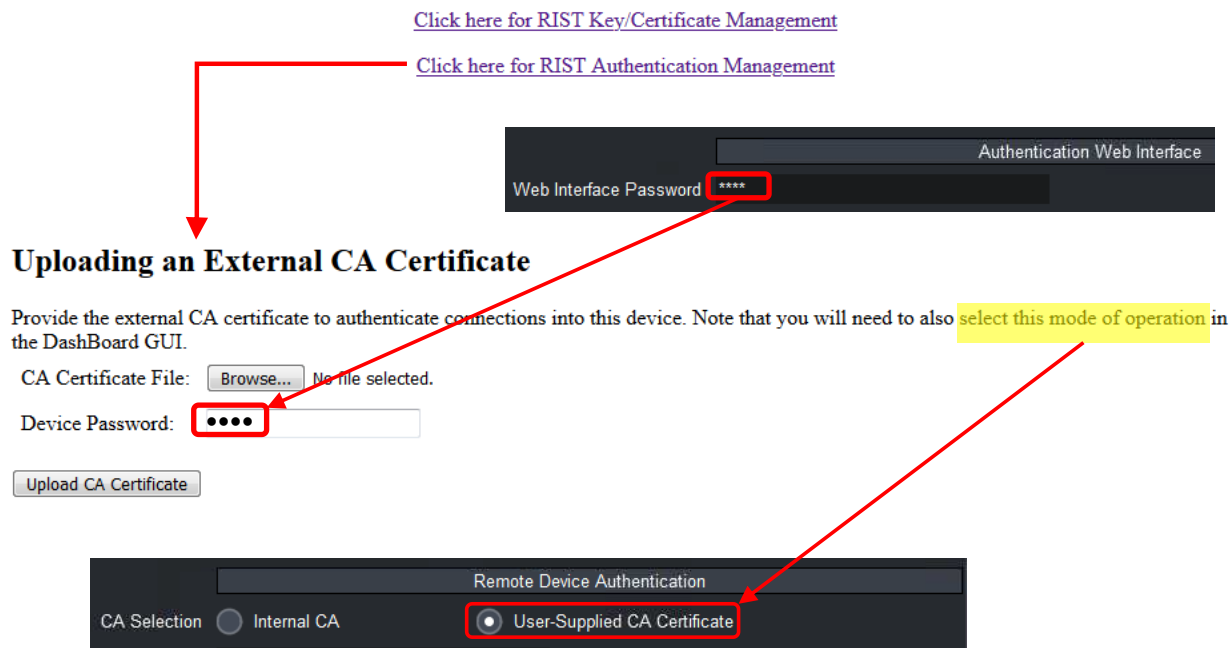 Click here for RIST Key/Certificate Management
Click here for RIST Authentication Management
Authentication Web Interface
Web Interface Password ****
Uploading an External CA Certificate
Provide the external CA certificate to authenticate connections into this device. Note that you will need to also select this mode of operation in
the DashBoard GUI.
CA Certificate File: Browse... No file selected.
Device Password: ●●●●
Upload CA Certificate
Remote Device Authentication
CA Selection Internal CA User-Supplied CA Certificate